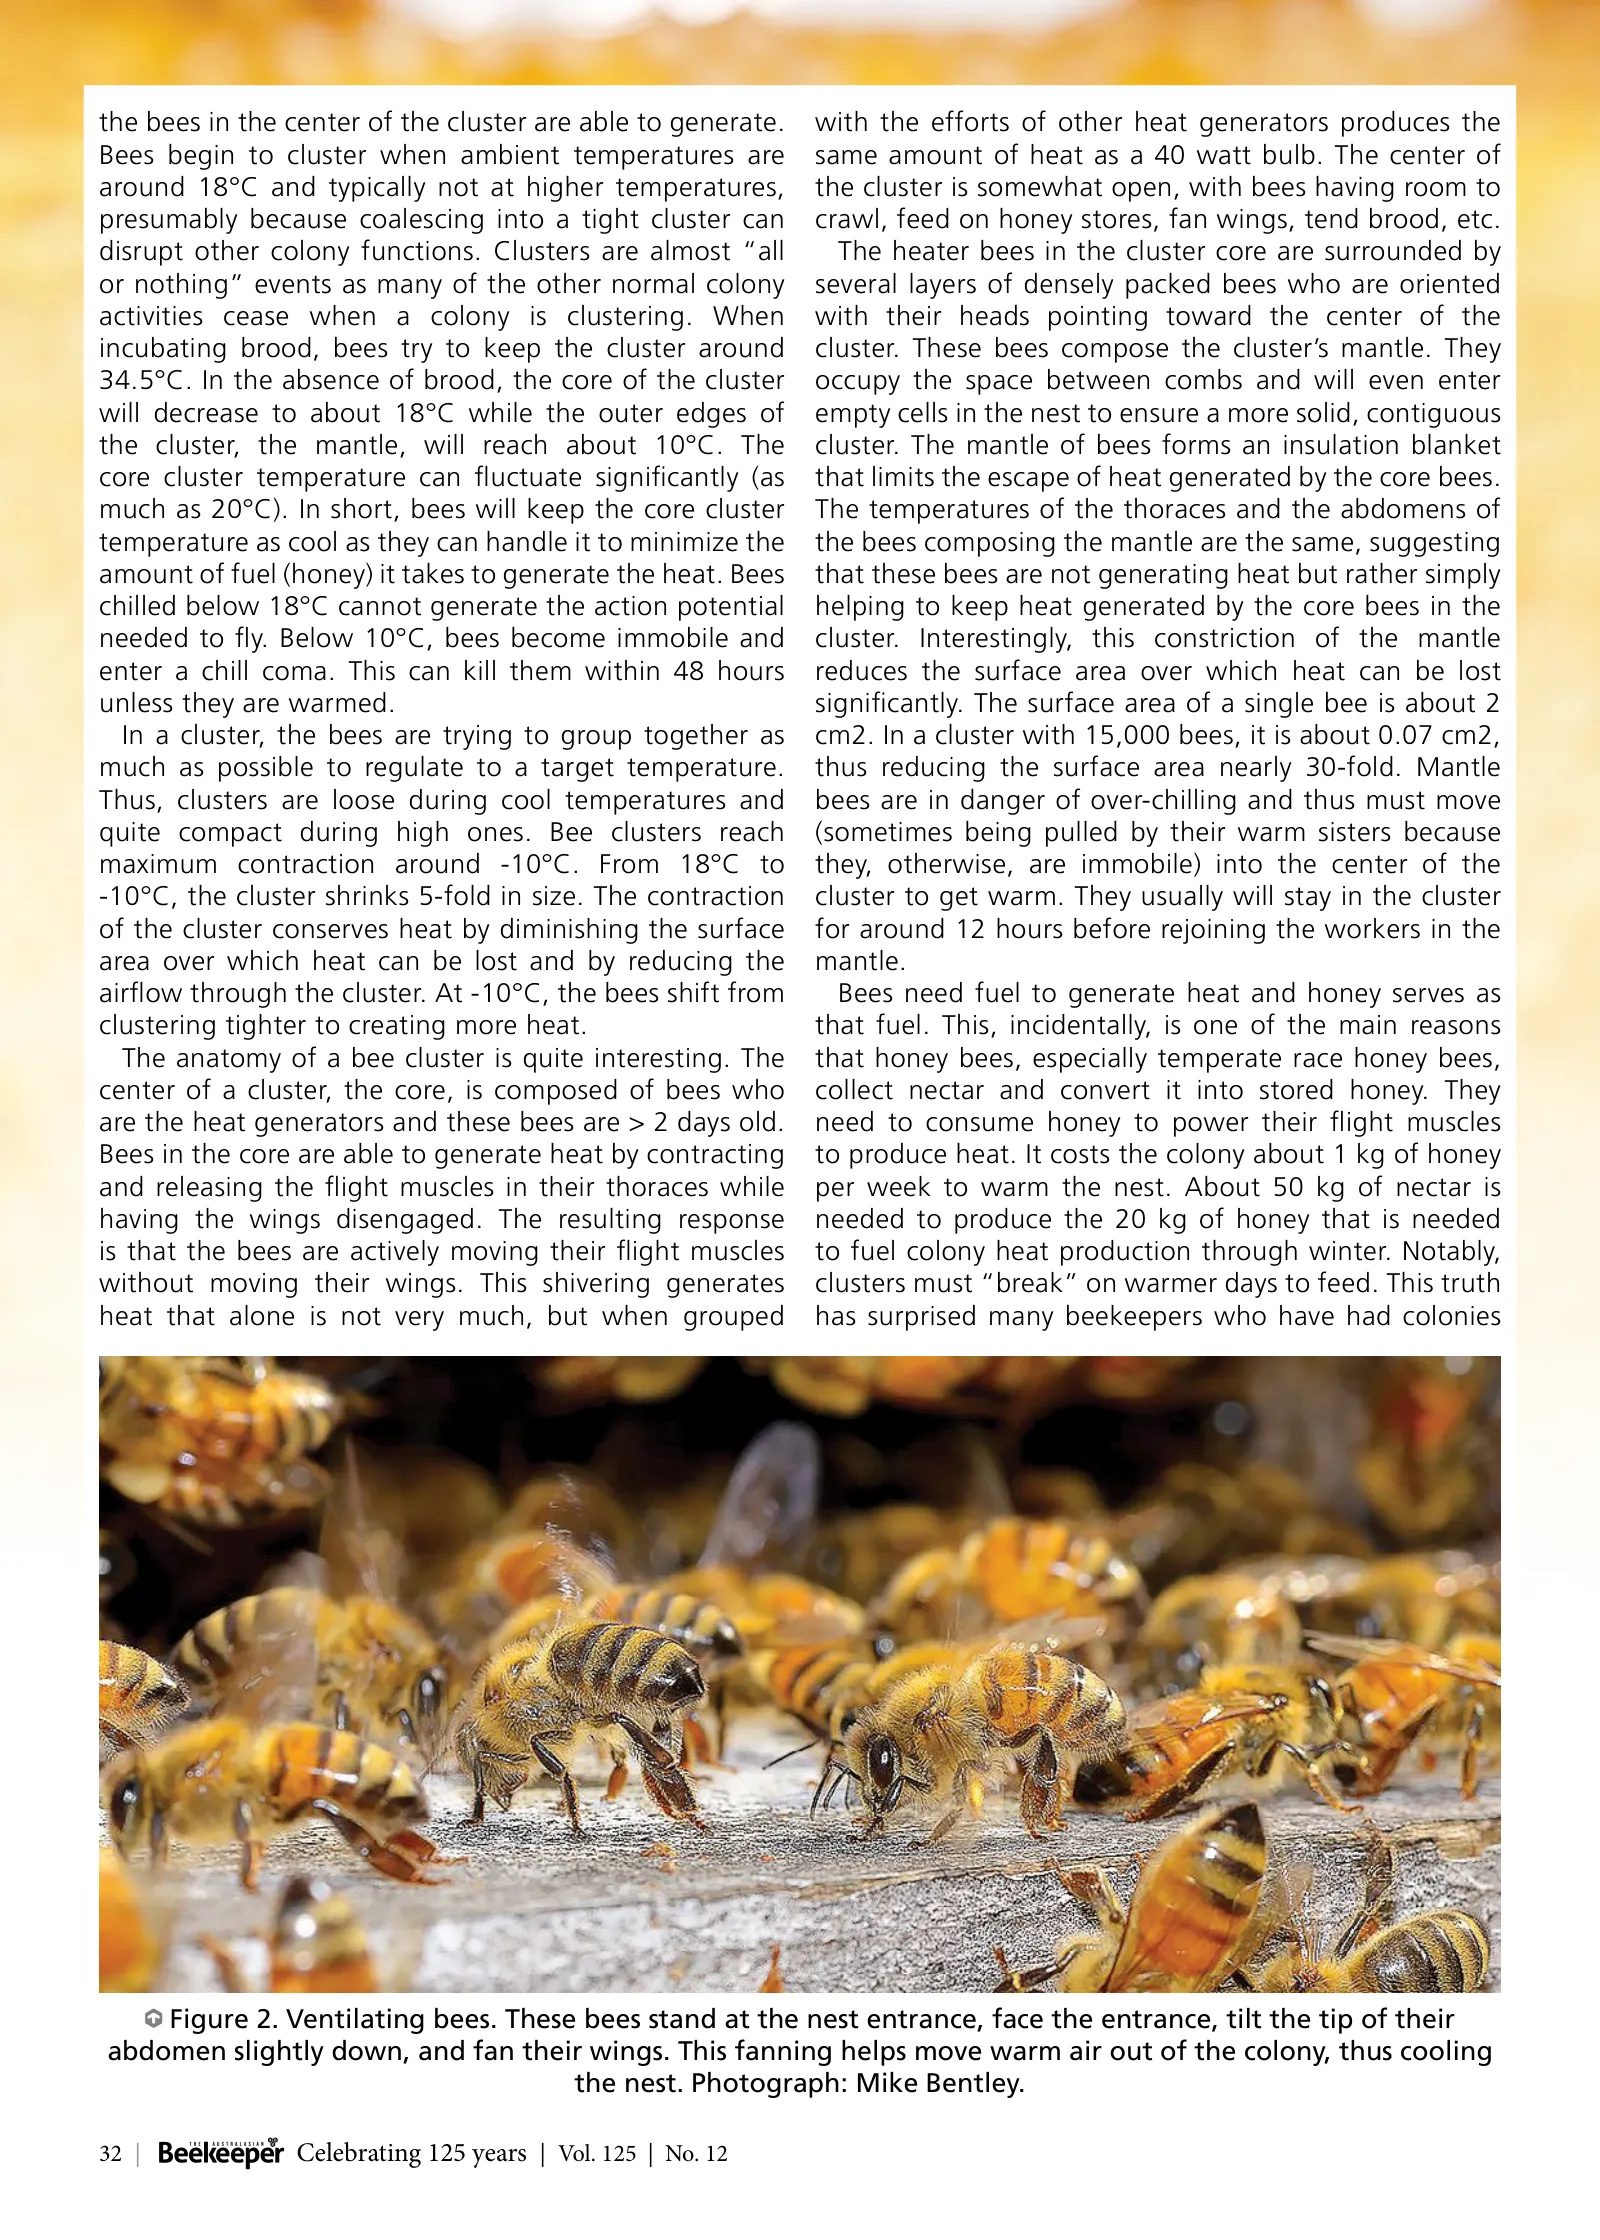 the bees in the center of the cluster are able to generate.
Bees begin to cluster when ambient temperatures are
around 18°C and typically not at higher temperatures,
presumably because coalescing into a tight cluster can
disrupt other colony functions. Clusters are almost “all
or nothing” events as many of the other normal colony
activities cease when a colony is clustering. When
incubating brood, bees try to keep the cluster around
34.5°C. In the absence of brood, the core of the cluster
will decrease to about 18°C while the outer edges of
the cluster, the mantle, will reach about 10°C. The
core cluster temperature can fluctuate significantly (as
much as 20°C). In short, bees will keep the core cluster
temperature as cool as they can handle it to minimize the
amount of fuel (honey) it takes to generate the heat. Bees
chilled below 18°C cannot generate the action potential
needed to fly. Below 10°C, bees become immobile and
enter a chill coma. This can kill them within 48 hours
unless they are warmed.
In a cluster, the bees are trying to group together as
much as possible to regulate to a target temperature.
Thus, clusters are loose during cool temperatures and
quite compact during high ones. Bee clusters reach
maximum contraction around -10°C. From 18°C to
-10°C, the cluster shrinks 5-fold in size. The contraction
of the cluster conserves heat by diminishing the surface
area over which heat can be lost and by reducing the
airflow through the cluster. At -10°C, the bees shift from
clustering tighter to creating more heat.
The anatomy of a bee cluster is quite interesting. The
center of a cluster, the core, is composed of bees who
are the heat generators and these bees are > 2 days old.
Bees in the core are able to generate heat by contracting
and releasing the flight muscles in their thoraces while
having the wings disengaged. The resulting response
is that the bees are actively moving their flight muscles
without moving their wings. This shivering generates
heat that alone is not very much, but when grouped
with the efforts of other heat generators produces the
same amount of heat as a 40 watt bulb. The center of
the cluster is somewhat open, with bees having room to
crawl, feed on honey stores, fan wings, tend brood, etc.
The heater bees in the cluster core are surrounded by
several layers of densely packed bees who are oriented
with their heads pointing toward the center of the
cluster. These bees compose the cluster’s mantle. They
occupy the space between combs and will even enter
empty cells in the nest to ensure a more solid, contiguous
cluster. The mantle of bees forms an insulation blanket
that limits the escape of heat generated by the core bees.
The temperatures of the thoraces and the abdomens of
the bees composing the mantle are the same, suggesting
that these bees are not generating heat but rather simply
helping to keep heat generated by the core bees in the
cluster. Interestingly, this constriction of the mantle
reduces the surface area over which heat can be lost
significantly. The surface area of a single bee is about 2
cm2. In a cluster with 15,000 bees, it is about 0.07 cm2,
thus reducing the surface area nearly 30-fold. Mantle
bees are in danger of over-chilling and thus must move
(sometimes being pulled by their warm sisters because
they, otherwise, are immobile) into the center of the
cluster to get warm. They usually will stay in the cluster
for around 12 hours before rejoining the workers in the
mantle.
Bees need fuel to generate heat and honey serves as
that fuel. This, incidentally, is one of the main reasons
that honey bees, especially temperate race honey bees,
collect nectar and convert it into stored honey. They
need to consume honey to power their flight muscles
to produce heat. It costs the colony about 1 kg of honey
per week to warm the nest. About 50 kg of nectar is
needed to produce the 20 kg of honey that is needed
to fuel colony heat production through winter. Notably,
clusters must “break” on warmer days to feed. This truth
has surprised many beekeepers who have had colonies
Figure 2. Ventilating bees. These bees stand at the nest entrance, face the entrance, tilt the tip of their
abdomen slightly down, and fan their wings. This fanning helps move warm air out of the colony, thus cooling
the nest. Photograph: Mike Bentley.
32 | THE AUSTRALASIAN Beekeeper Celebrating 125 years | Vol. 125 | No. 12